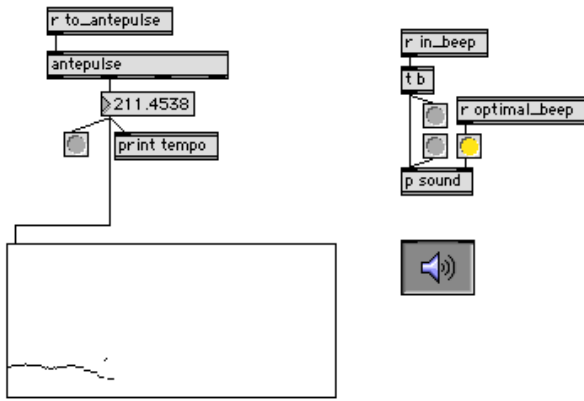 r to_antepulse
antepulse
211.4538
print tempo
r in_beep
t b
r optimal_beep
p sound